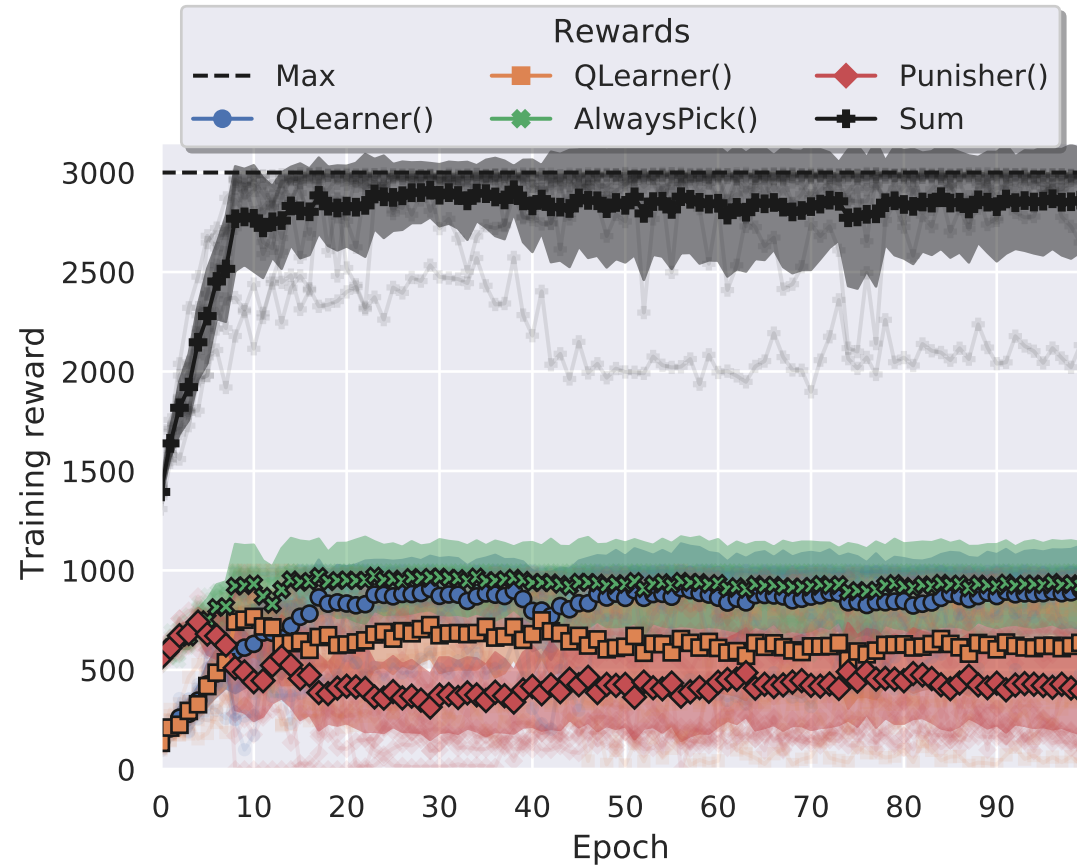 Rewards
Max
QLearner()
Punisher()
QLearner()
AlwaysPick()
Sum
3000
2500
2000
1500
1000
500
0
Training reward
0 10 20 30 40 50 60 70 80 90
Epoch